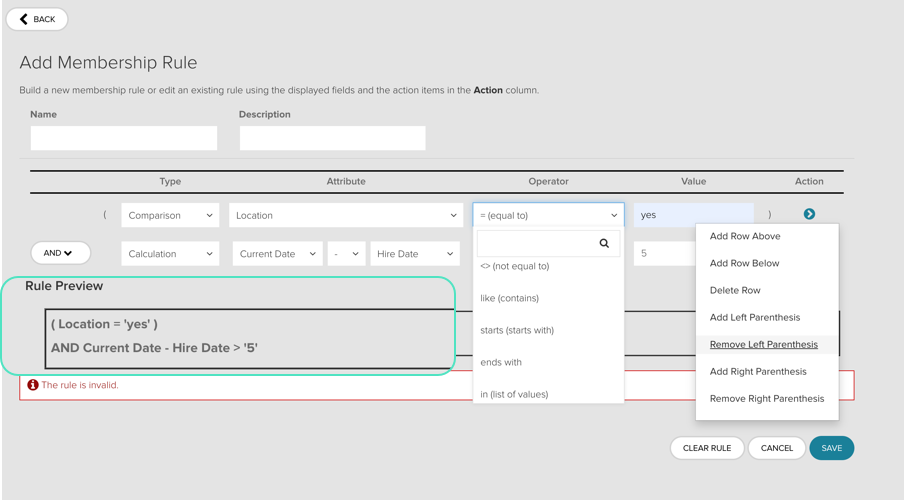 BACK
Add Membership Rule
Build a new membership rule or edit an existing rule using the displayed fields and the action items in the Action column.
Name Description
Type Attribute Operator Value Action
( Comparison Location = (equal to) yes )
AND Calculation Current Date - Hire Date 5
<> (not equal to)
like (contains)
starts (starts with)
ends with
in (list of values)
Add Row Above
Add Row Below
Delete Row
Add Left Parenthesis
Remove Left Parenthesis
Add Right Parenthesis
Remove Right Parenthesis
Rule Preview
( Location = 'yes' )
AND Current Date - Hire Date > '5'
The rule is invalid.
CLEAR RULE CANCEL SAVE